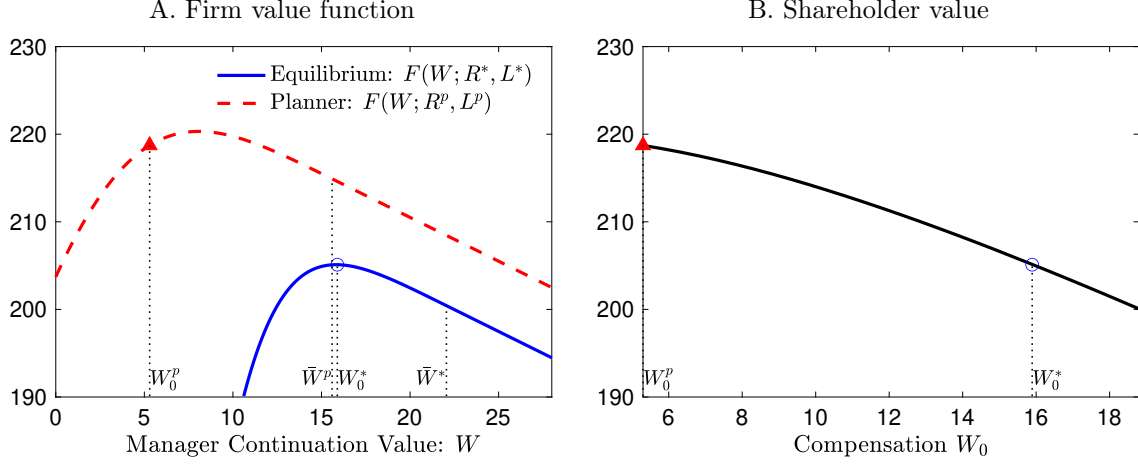 A. Firm value function
230
220
210
200
190
Equilibrium: F(W; R*, L*)
Planner: F(W; R^p, L^p)
W_0^p
W̄^p
W_0^*
W̄*
0 5 10 15 20 25
Manager Continuation Value: W
B. Shareholder value
230
220
210
200
190
W_0^p
W_0^*
6 8 10 12 14 16 18
Compensation W_0